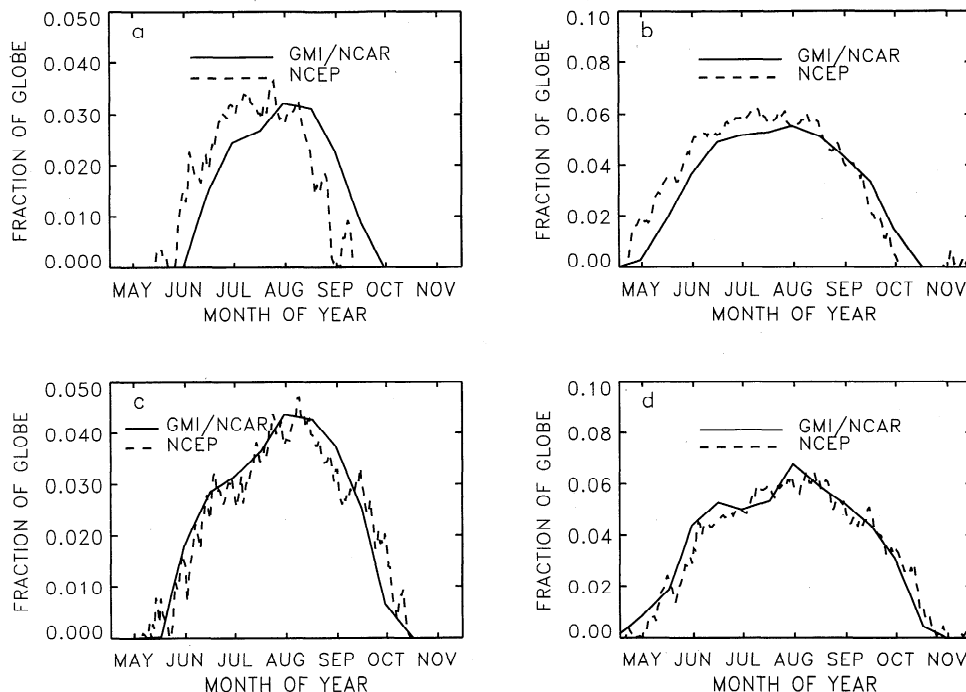 a
GMI/NCAR
NCEP
0.050
0.040
0.030
0.020
0.010
0.000
FRACTION OF GLOBE
MAY JUN JUL AUG SEP OCT NOV
MONTH OF YEAR
b
GMI/NCAR
NCEP
0.10
0.08
0.06
0.04
0.02
0.00
FRACTION OF GLOBE
MAY JUN JUL AUG SEP OCT NOV
MONTH OF YEAR
c
GMI/NCAR
NCEP
0.050
0.040
0.030
0.020
0.010
0.000
FRACTION OF GLOBE
MAY JUN JUL AUG SEP OCT NOV
MONTH OF YEAR
d
GMI/NCAR
NCEP
0.10
0.08
0.06
0.04
0.02
0.00
FRACTION OF GLOBE
MAY JUN JUL AUG SEP OCT NOV
MONTH OF YEAR